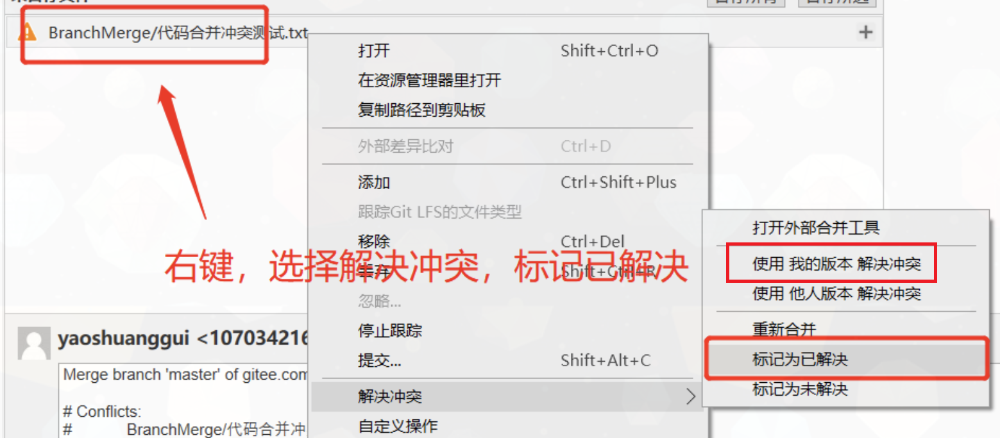 BranchMerge/代码合并冲突测试.txt
打开 Shift+Ctrl+O
在资源管理器里打开
复制路径到剪贴板
外部差异比对 Ctrl+D
添加 Ctrl+Shift+Plus
跟踪Git LFS的文件类型
移除 Ctrl+Del
丢弃 Shift+Ctrl+R
右键，选择解决冲突，标记已解决
忽略...
停止跟踪
提交... Shift+Alt+C
解决冲突
自定义操作
打开外部合并工具
使用 我的版本 解决冲突
使用 他人版本 解决冲突
重新合并
标记为已解决
标记为未解决
yaoshuanggui <107034216
Merge branch 'master' of gitee.com
# Conflicts:
# BranchMerge/代码合并冲